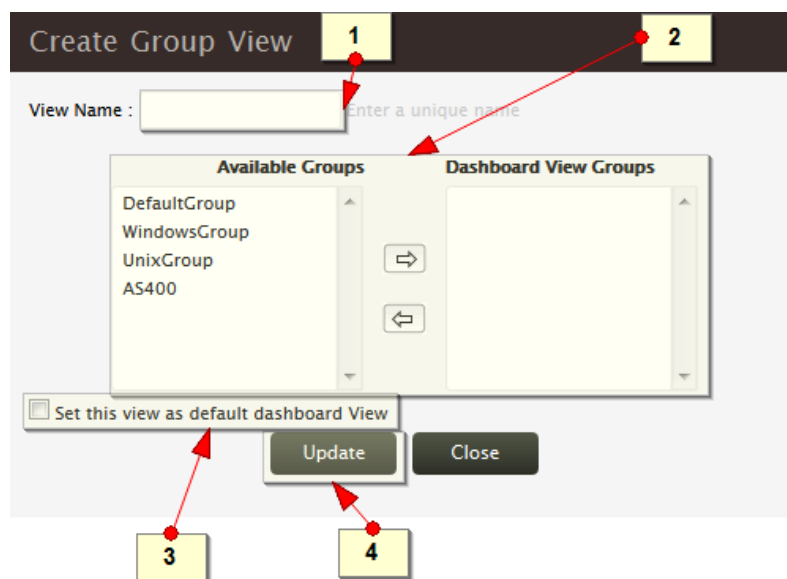 Create Group View
1
2
View Name :
Enter a unique name
Available Groups Dashboard View Groups
DefaultGroup
WindowsGroup
UnixGroup
AS400
Set this view as default dashboard View
Update Close
3
4